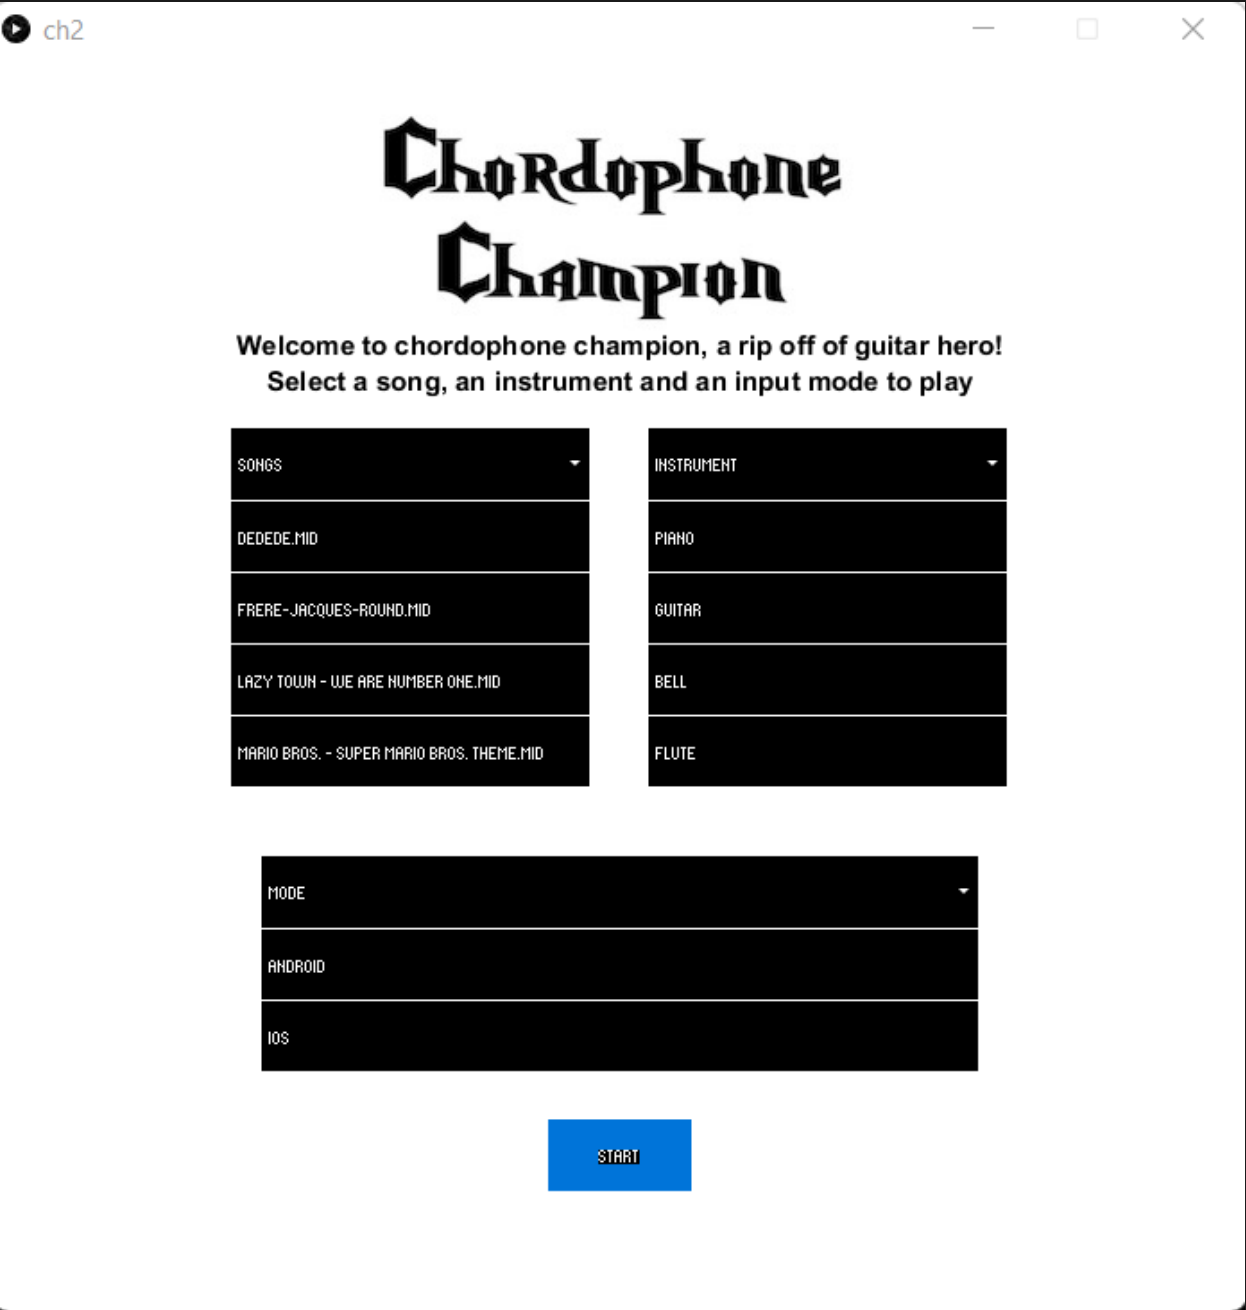 ch2
Chordophone
Champion
Welcome to chordophone champion, a rip off of guitar hero!
Select a song, an instrument and an input mode to play
SONGS
DEDEDE.MID
FRERE-JACQUES-ROUND.MID
LAZY TOWN - WE ARE NUMBER ONE.MID
MARIO BROS. - SUPER MARIO BROS. THEME.MID
INSTRUMENT
PIANO
GUITAR
BELL
FLUTE
MODE
ANDROID
IOS
START